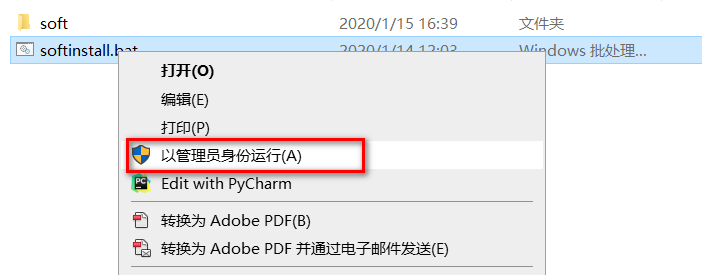 soft 2020/1/15 16:39 文件夹
softinstall.bat 2020/1/14 12:03 Windows 批处理...
打开(O)
编辑(E)
打印(P)
以管理员身份运行(A)
Edit with PyCharm
转换为 Adobe PDF(B)
转换为 Adobe PDF 并通过电子邮件发送(E)